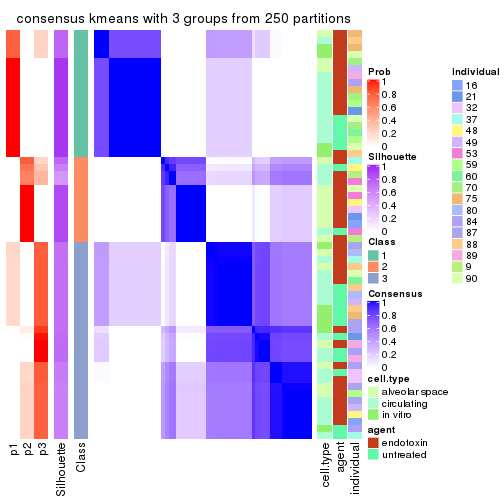 consensus kmeans with 3 groups from 250 partitions
p1
p2
p3
Silhouette
Class
cell.type
agent
individual
Prob
1
0.8
0.6
0.4
0.2
0
Silhouette
1
0.8
0.6
0.4
0.2
0
Class
1
2
3
Consensus
1
0.8
0.6
0.4
0.2
0
cell.type
alveolar space
circulating
in vitro
agent
endotoxin
untreated
Individual
16
21
32
37
48
49
53
59
60
70
75
80
84
87
88
89
9
90